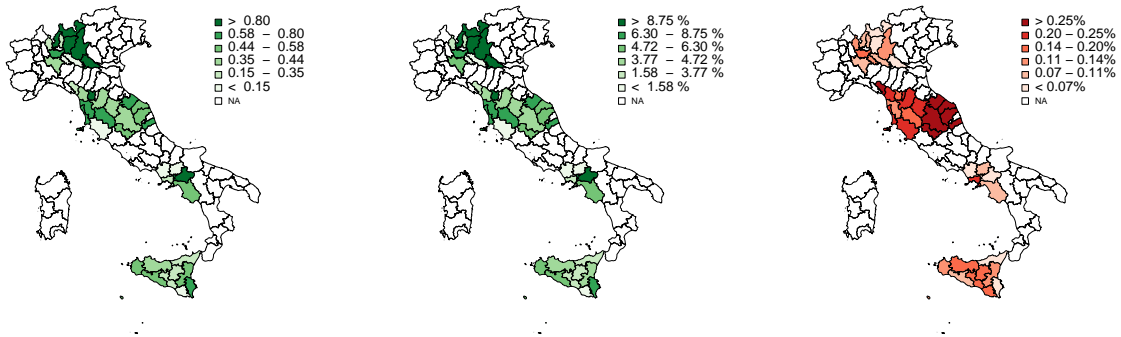 > 0.80
0.58 – 0.80
0.44 – 0.58
0.35 – 0.44
0.15 – 0.35
< 0.15
NA
> 8.75 %
6.30 – 8.75 %
4.72 – 6.30 %
3.77 – 4.72 %
1.58 – 3.77 %
< 1.58 %
NA
> 0.25%
0.20 – 0.25%
0.14 – 0.20%
0.11 – 0.14%
0.07 – 0.11%
< 0.07%
NA